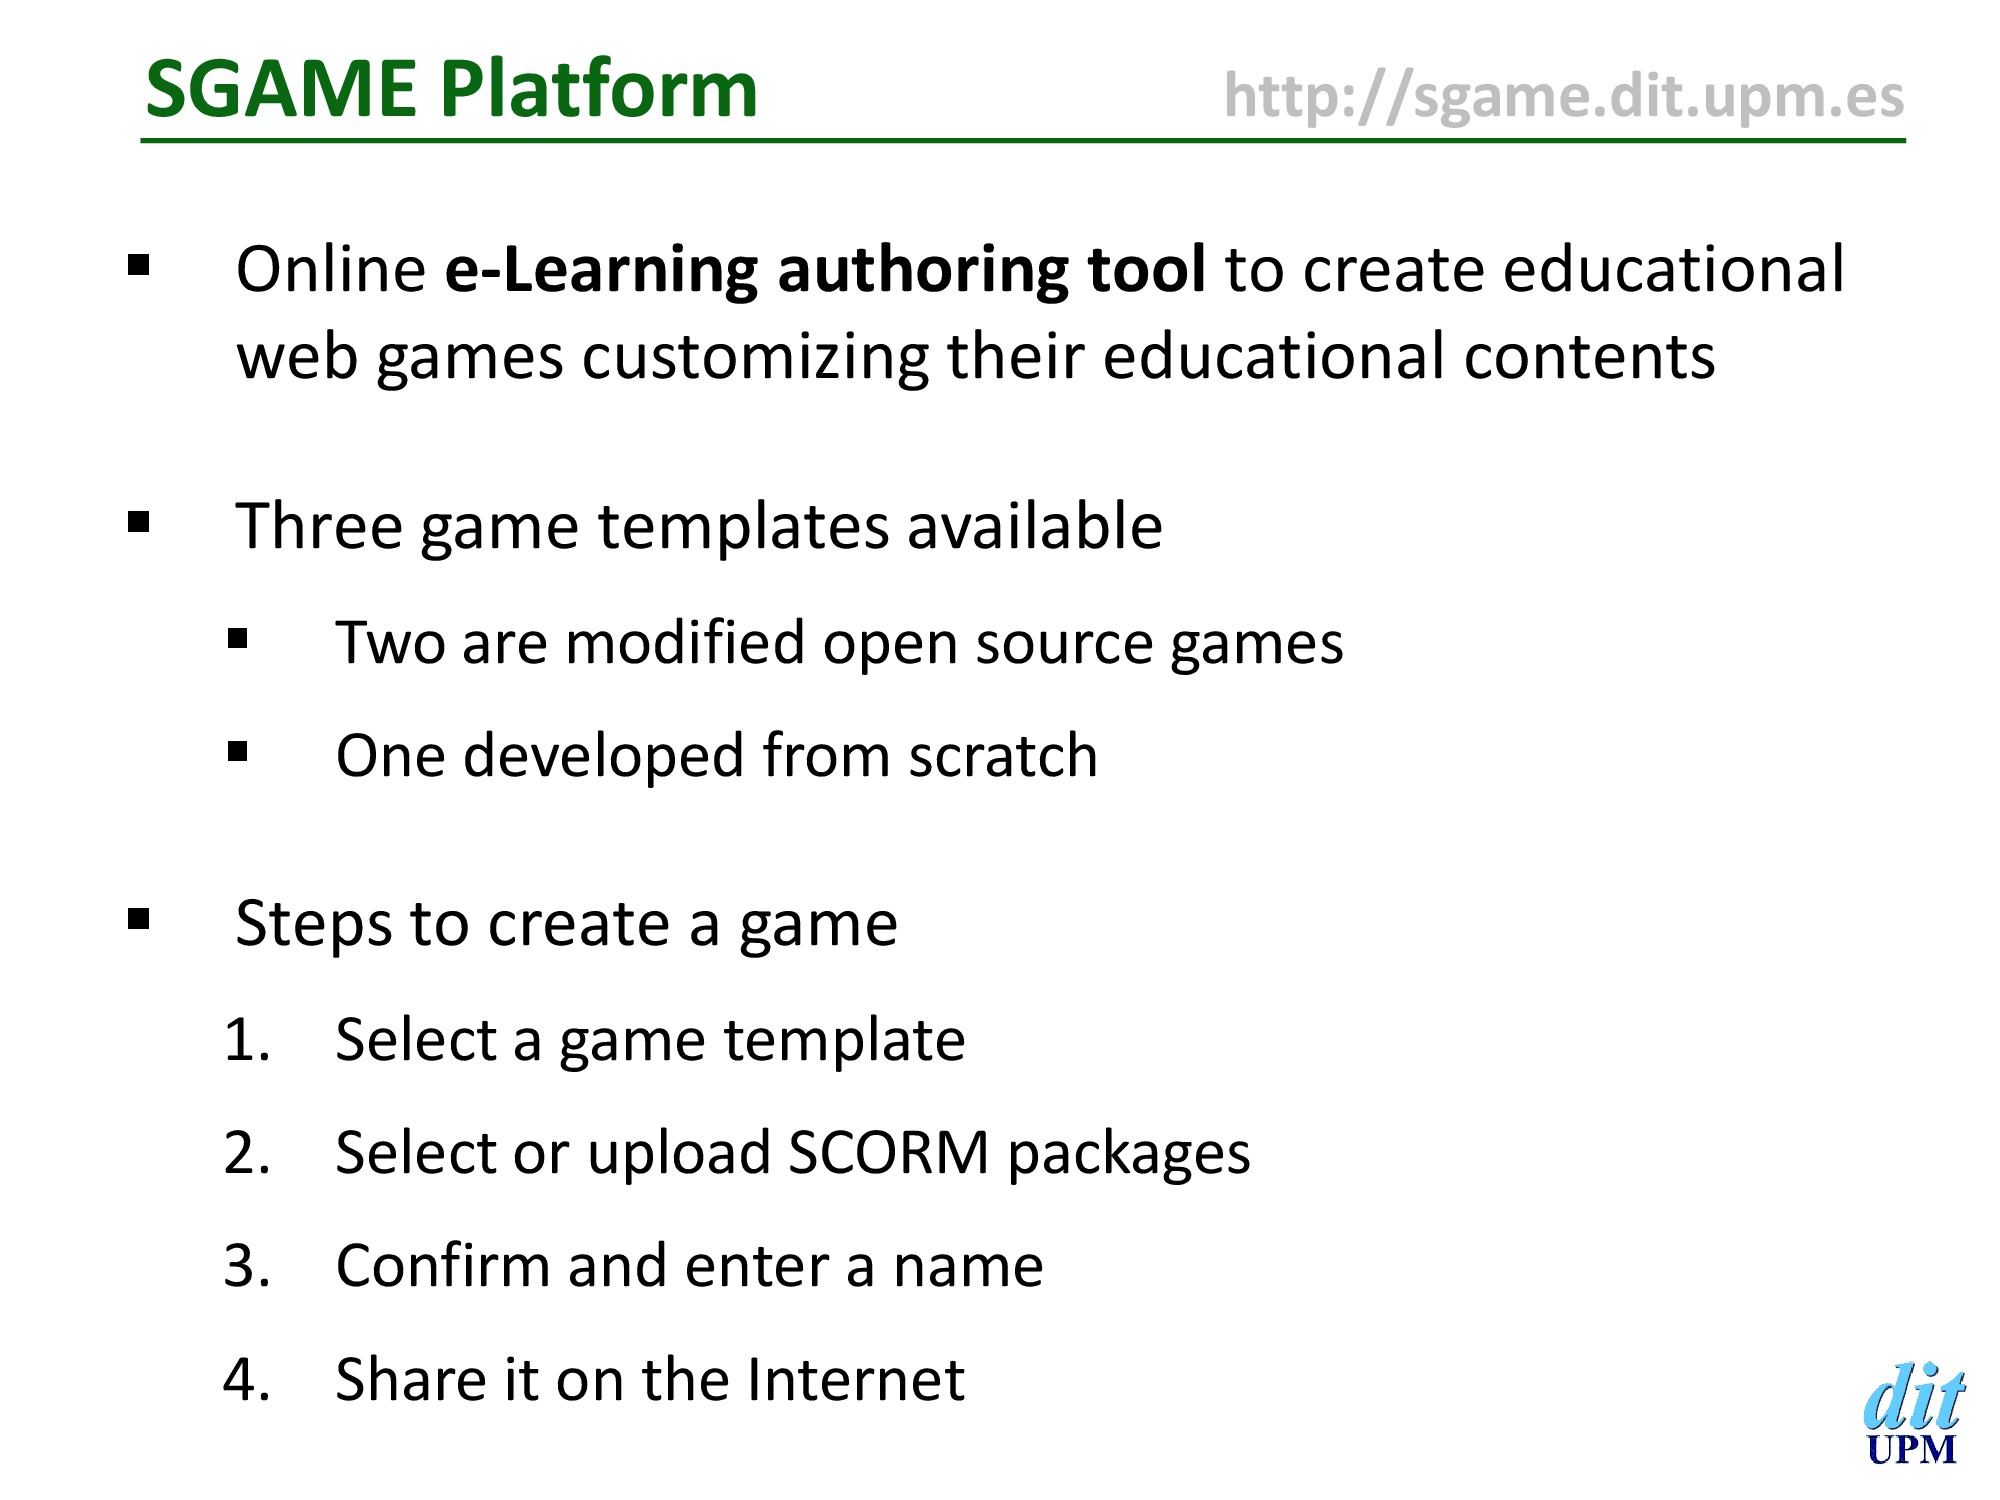 SGAME Platform
http://sgame.dit.upm.es
▪ Online e-Learning authoring tool to create educational
web games customizing their educational contents
▪ Three game templates available
▪ Two are modified open source games
▪ One developed from scratch
▪ Steps to create a game
1. Select a game template
2. Select or upload SCORM packages
3. Confirm and enter a name
4. Share it on the Internet
dit
UPM